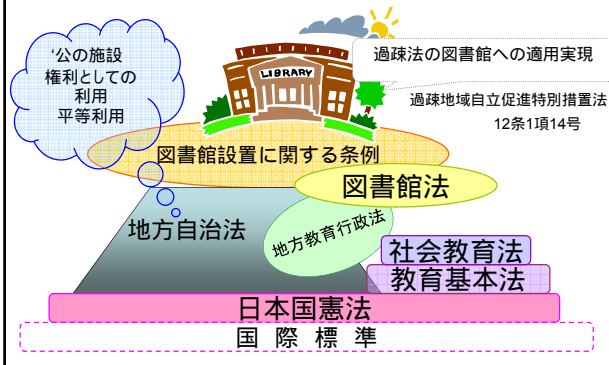 ‘公の施設
権利としての
利用
平等利用
LIBRARY
過疎法の図書館への適用実現
過疎地域自立促進特別措置法
12条1項14号
図書館設置に関する条例
図書館法
地方自治法
地方教育行政法
社会教育法
教育基本法
日本国憲法
国 際 標 準